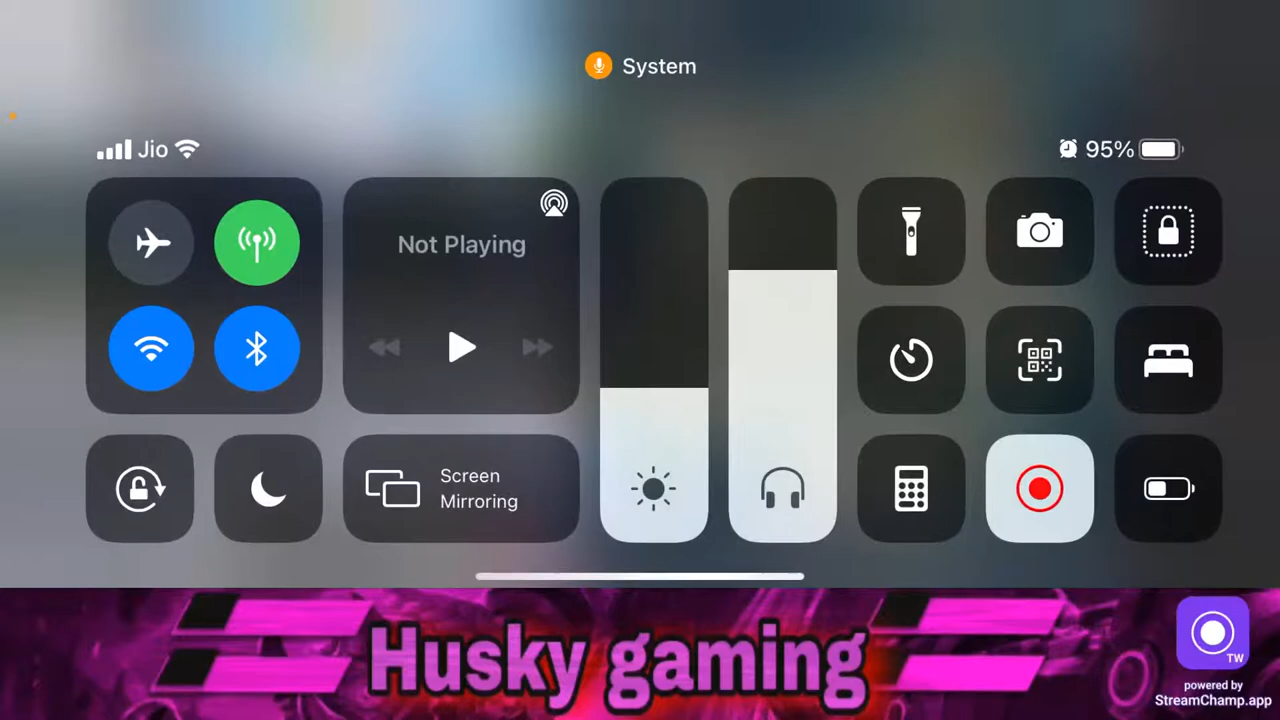 System
Jio
95%
Not Playing
Screen
Mirroring
Husky gaming
TW
powered by
StreamChamp.app